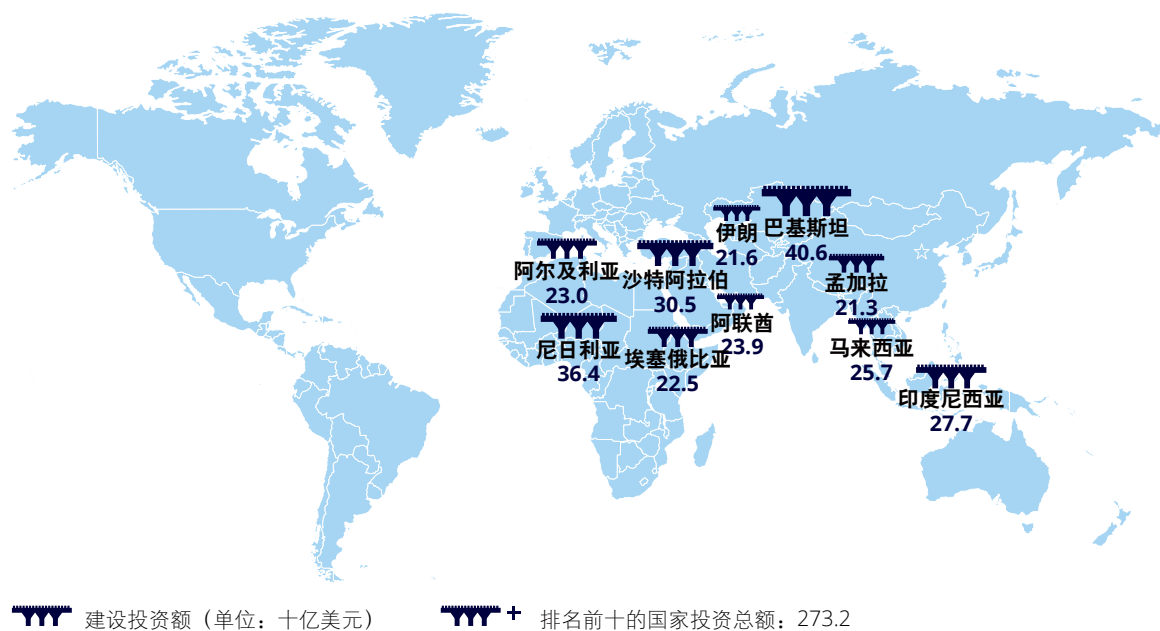 伊朗
21.6
巴基斯坦
40.6
阿尔及利亚
23.0
沙特阿拉伯
30.5
孟加拉
21.3
阿联酋
23.9
尼日利亚
36.4
埃塞俄比亚
22.5
马来西亚
25.7
印度尼西亚
27.7
建设投资额（单位：十亿美元）
+ 排名前十的国家投资总额：273.2